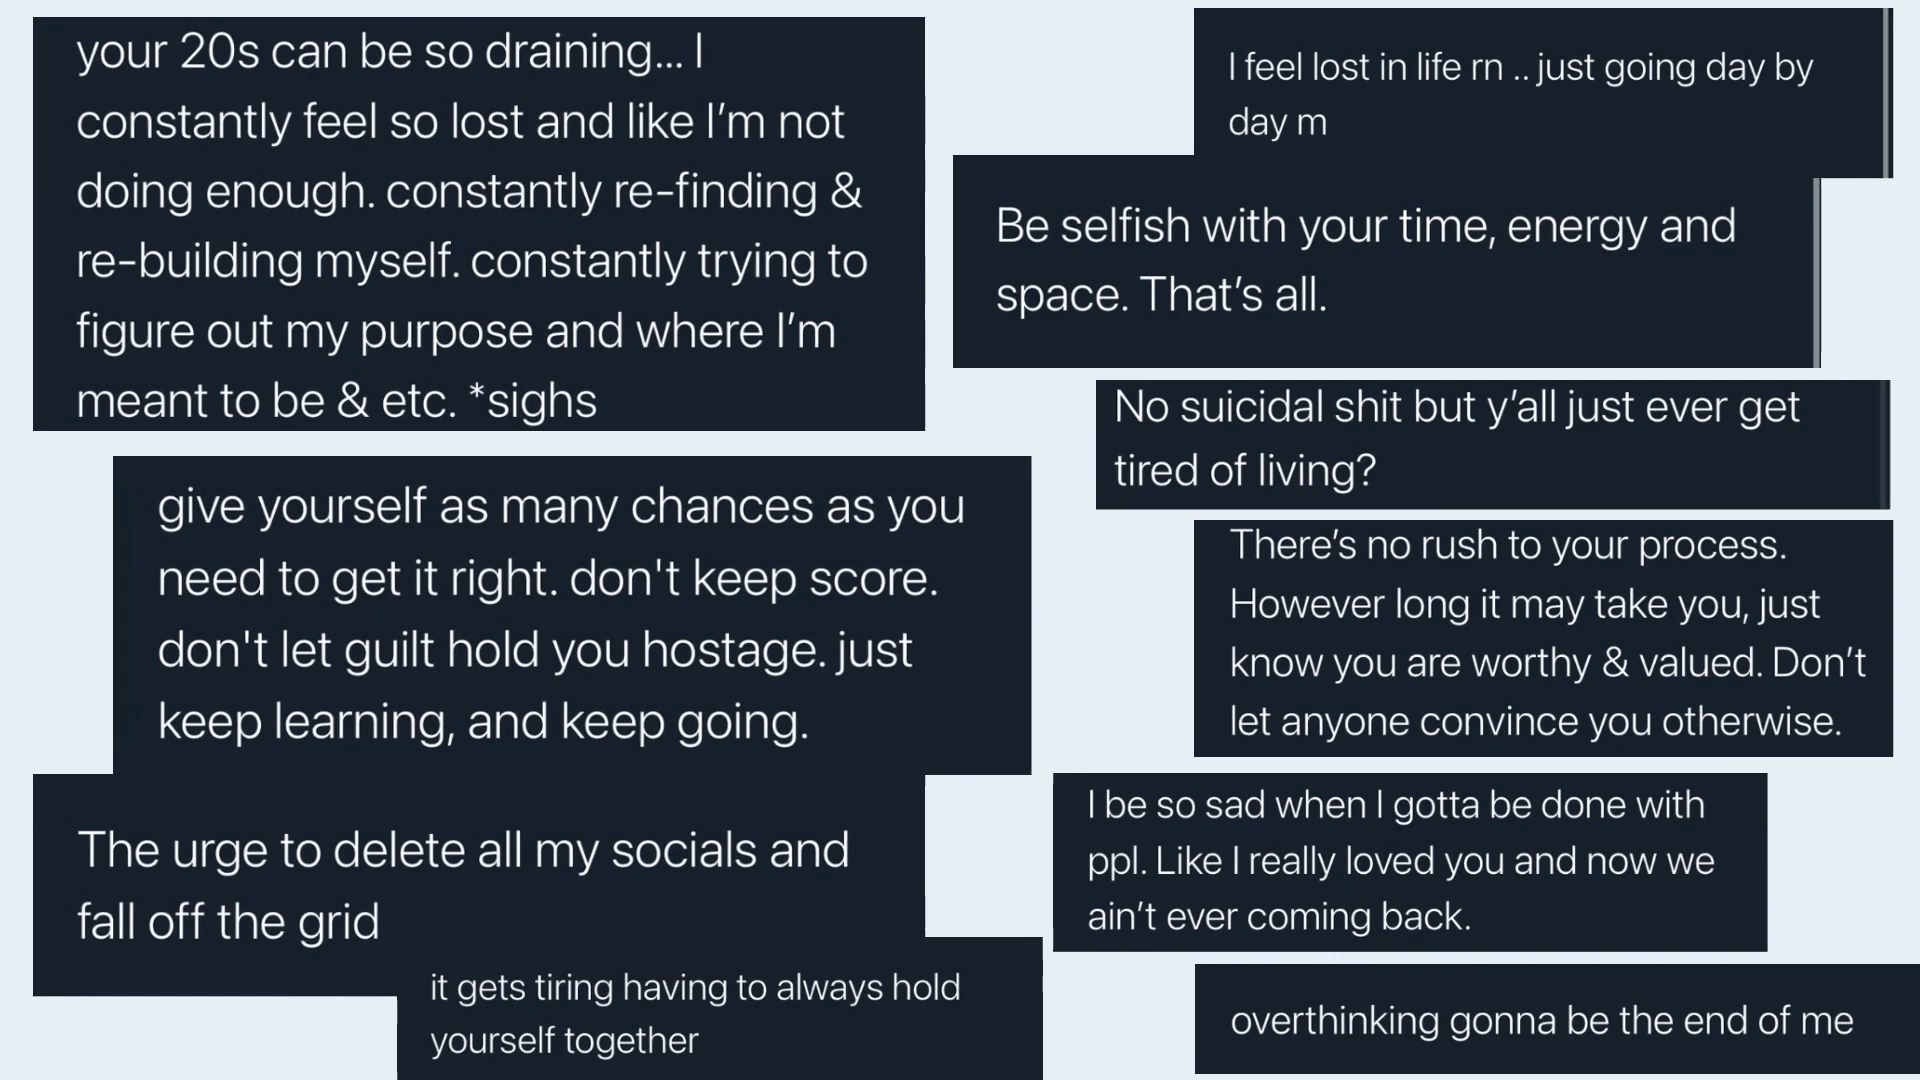 your 20s can be so draining... I
constantly feel so lost and like I'm not
doing enough. constantly re-finding &
re-building myself. constantly trying to
figure out my purpose and where I'm
meant to be & etc. *sighs
give yourself as many chances as you
need to get it right. don't keep score.
don't let guilt hold you hostage. just
keep learning, and keep going.
The urge to delete all my socials and
fall off the grid
it gets tiring having to always hold
yourself together
I feel lost in life rn .. just going day by
day m
Be selfish with your time, energy and
space. That's all.
No suicidal shit but y'all just ever get
tired of living?
There's no rush to your process.
However long it may take you, just
know you are worthy & valued. Don't
let anyone convince you otherwise.
I be so sad when I gotta be done with
ppl. Like I really loved you and now we
ain't ever coming back.
overthinking gonna be the end of me